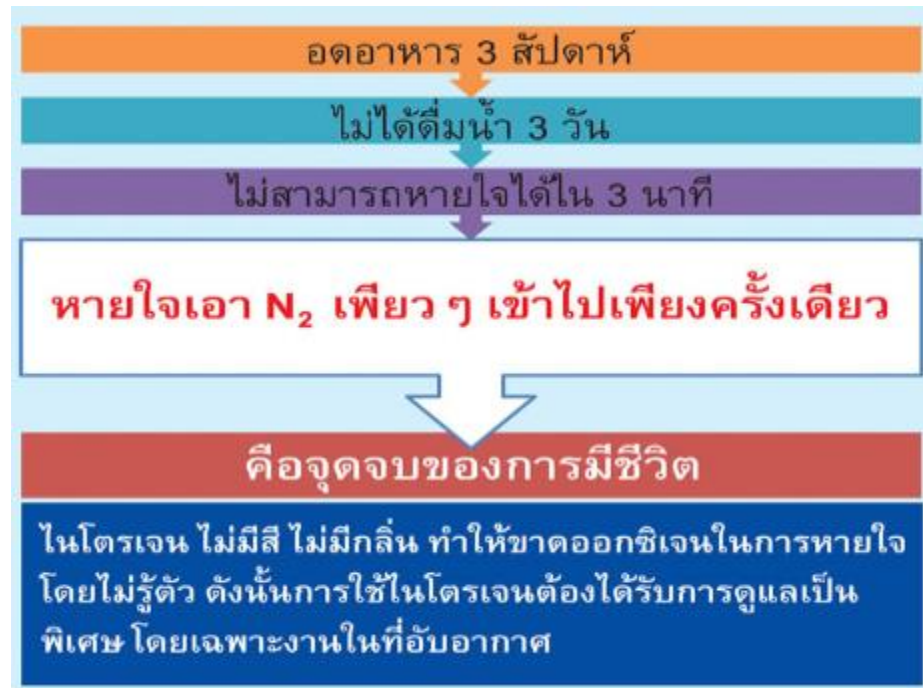 อดอาหาร 3 สัปดาห์
ไม่ได้ดื่มน้ำ 3 วัน
ไม่สามารถหายใจได้ใน 3 นาที
หายใจเอา N₂ เพียว ๆ เข้าไปเพียงครั้งเดียว
คือจุดจบของการมีชีวิต
ไนโตรเจน ไม่มีสี ไม่มีกลิ่น ทำให้ขาดออกซิเจนในการหายใจ
โดยไม่รู้ตัว ดังนั้นการใช้ไนโตรเจนต้องได้รับการดูแลเป็น
พิเศษ โดยเฉพาะงานในที่อับอากาศ